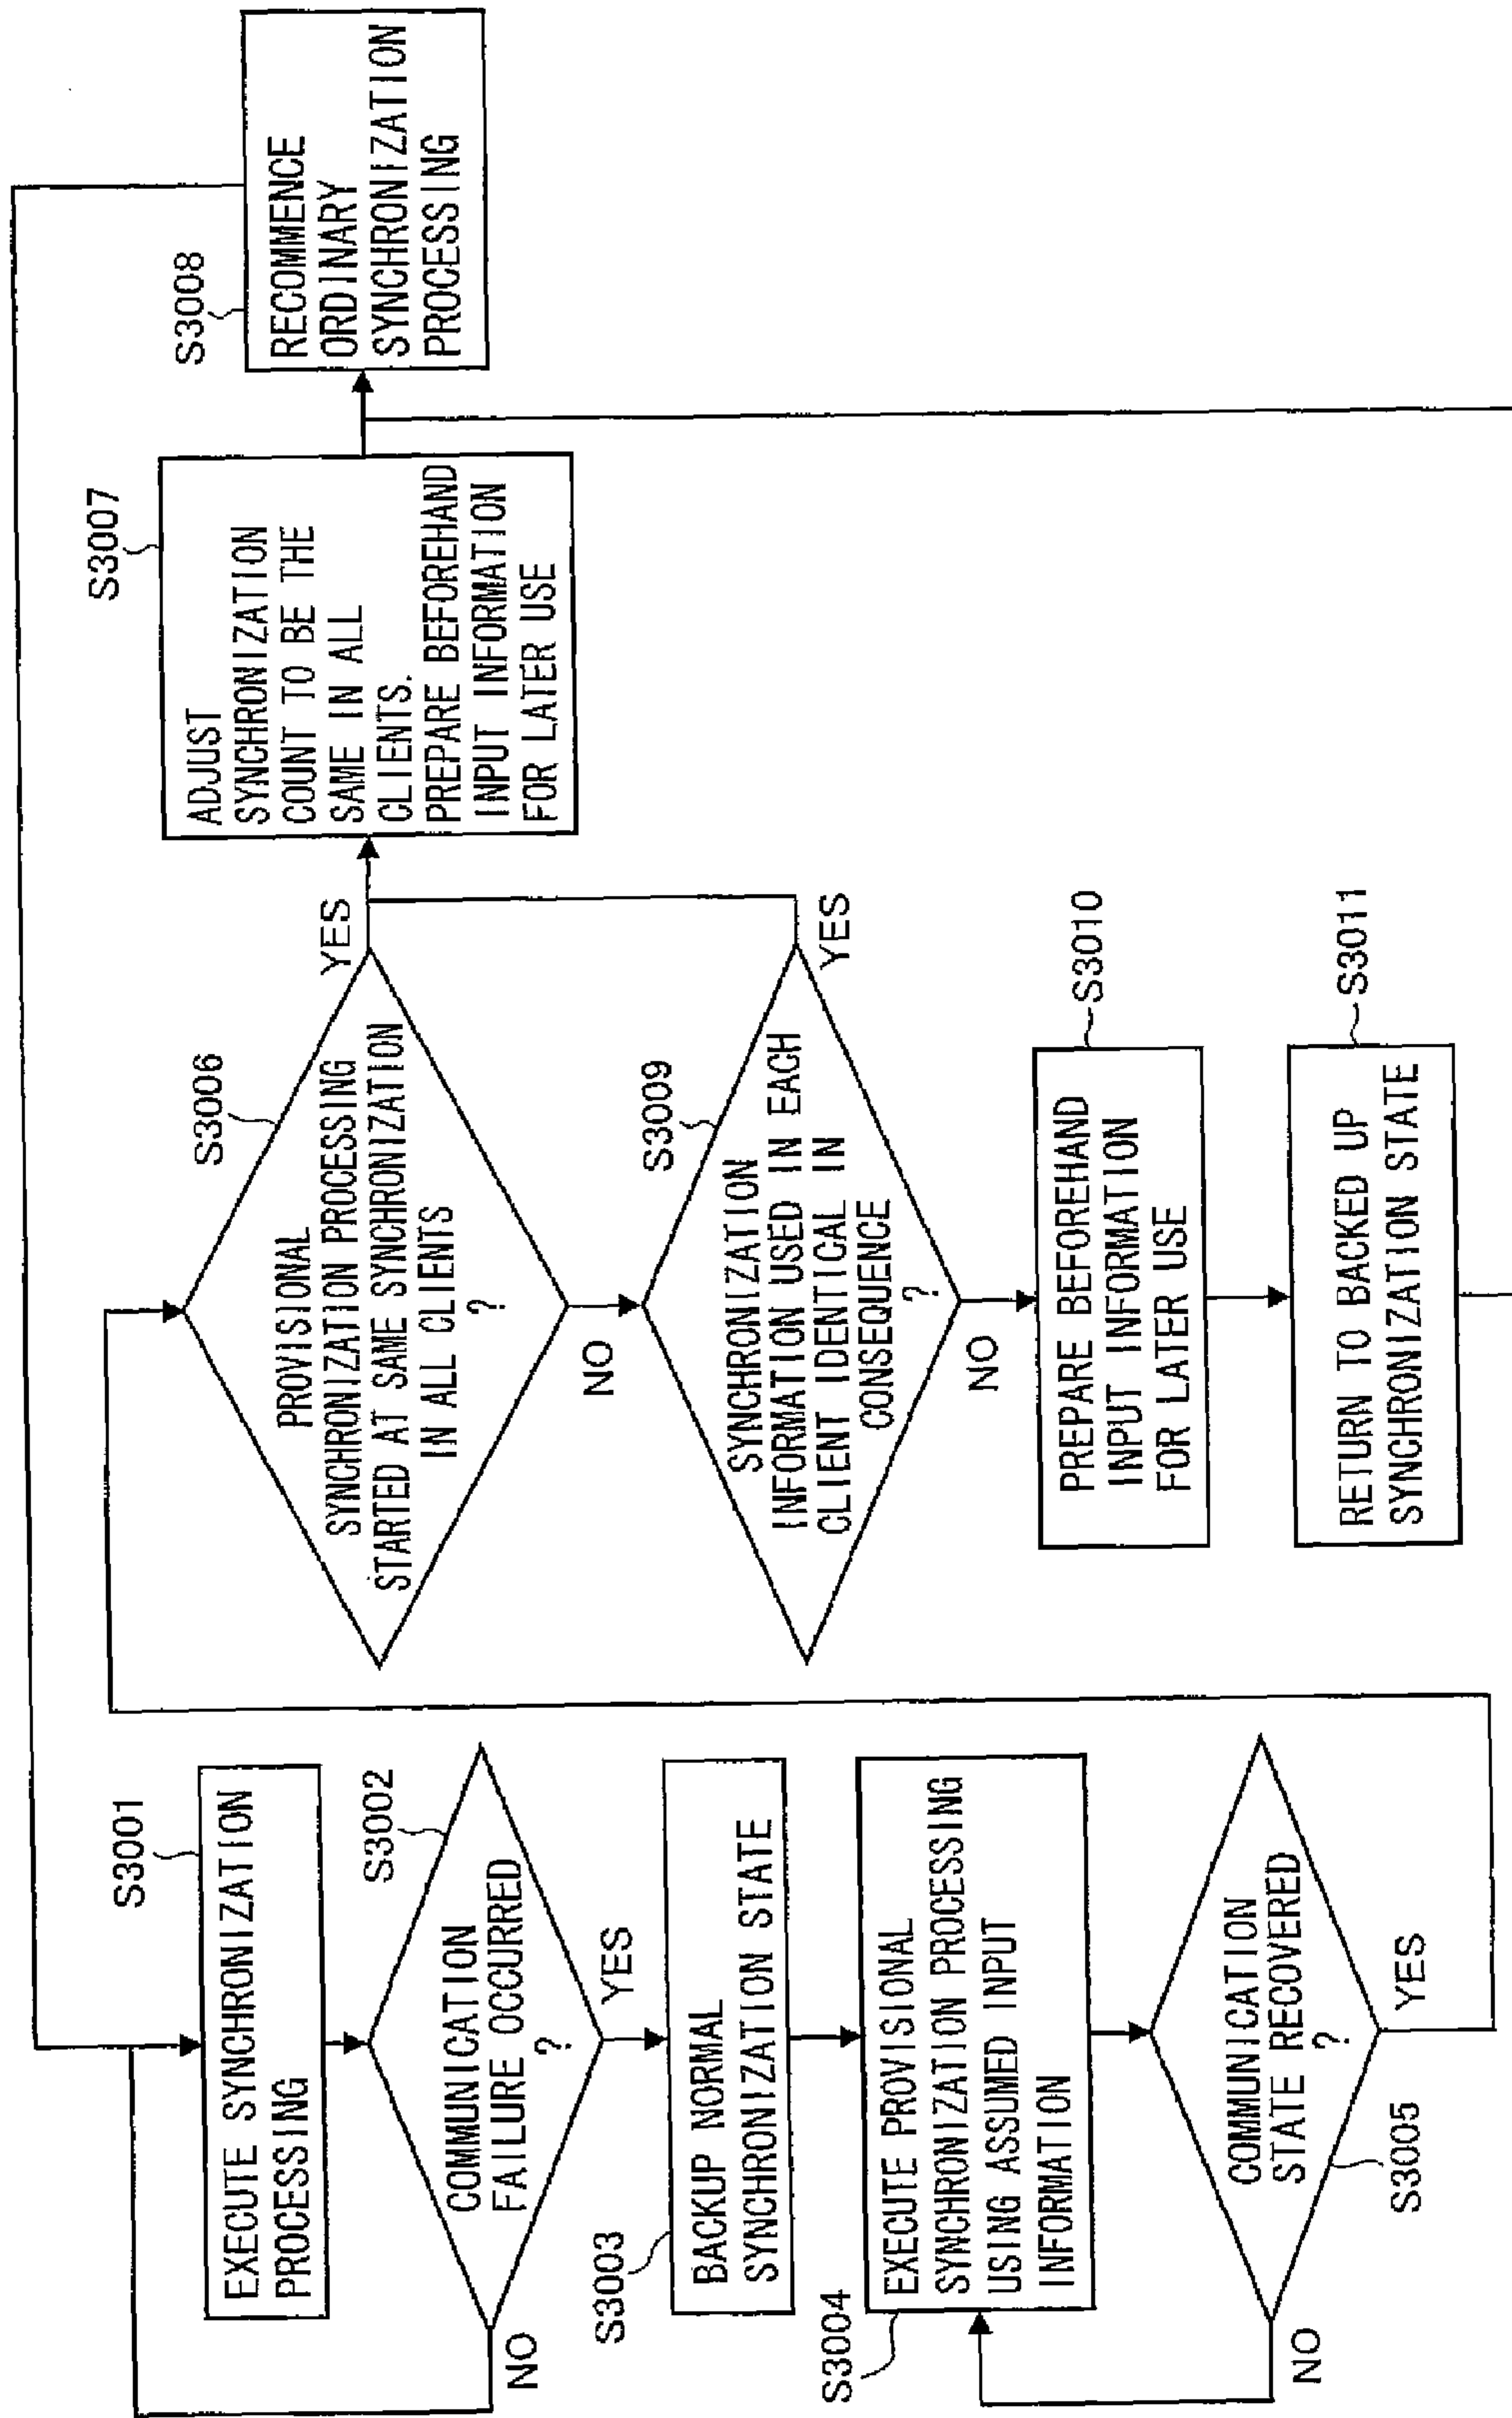 S3001
EXECUTE SYNCHRONIZATION
PROCESSING
S3002
COMMUNICATION
FAILURE OCCURRED
?
NO
YES
S3003
BACKUP NORMAL
SYNCHRONIZATION STATE
S3004
EXECUTE PROVISIONAL
SYNCHRONIZATION PROCESSING
USING ASSUMED INPUT
INFORMATION
COMMUNICATION
STATE RECOVERED
?
S3005
NO
YES
S3006
PROVISIONAL
SYNCHRONIZATION PROCESSING
STARTED AT SAME SYNCHRONIZATION
IN ALL CLIENTS
?
YES
NO
S3009
SYNCHRONIZATION
INFORMATION USED IN EACH
CLIENT IDENTICAL IN
CONSEQUENCE
?
YES
NO
S3010
PREPARE BEFOREHAND
INPUT INFORMATION
FOR LATER USE
S3011
RETURN TO BACKED UP
SYNCHRONIZATION STATE
S3007
ADJUST
SYNCHRONIZATION
COUNT TO BE THE
SAME IN ALL
CLIENTS.
PREPARE BEFOREHAND
INPUT INFORMATION
FOR LATER USE
S3008
RECOMMENCE
ORDINARY
SYNCHRONIZATION
PROCESSING